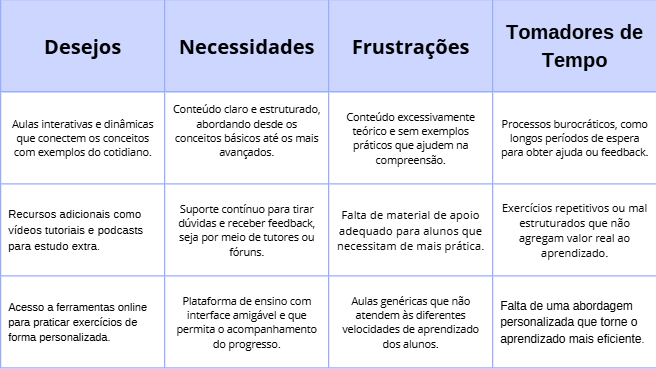 Desejos
Necessidades
Frustrações
Tomadores de
Tempo
Aulas interativas e dinâmicas
que conectem os conceitos
com exemplos do cotidiano.
Conteúdo claro e estruturado,
abordando desde os
conceitos básicos até os mais
avançados.
Conteúdo excessivamente
teórico e sem exemplos
práticos que ajudem na
compreensão.
Processos burocráticos, como
longos períodos de espera
para obter ajuda ou feedback.
Recursos adicionais como
vídeos tutoriais e podcasts
para estudo extra.
Suporte contínuo para tirar
dúvidas e receber feedback,
seja por meio de tutores ou
fóruns.
Falta de material de apoio
adequado para alunos que
necessitam de mais prática.
Exercícios repetitivos ou mal
estruturados que não
agregam valor real ao
aprendizado.
Acesso a ferramentas online
para praticar exercícios de
forma personalizada.
Plataforma de ensino com
interface amigável e que
permita o acompanhamento
do progresso.
Aulas genéricas que não
atendem às diferentes
velocidades de aprendizado
dos alunos.
Falta de uma abordagem
personalizada que torne o
aprendizado mais eficiente.